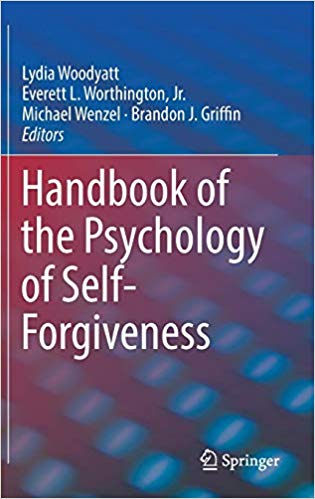 Lydia Woodyatt
Everett L. Worthington, Jr.
Michael Wenzel · Brandon J. Griffin
Editors
Handbook of
the Psychology
of Self-
Forgiveness
Springer